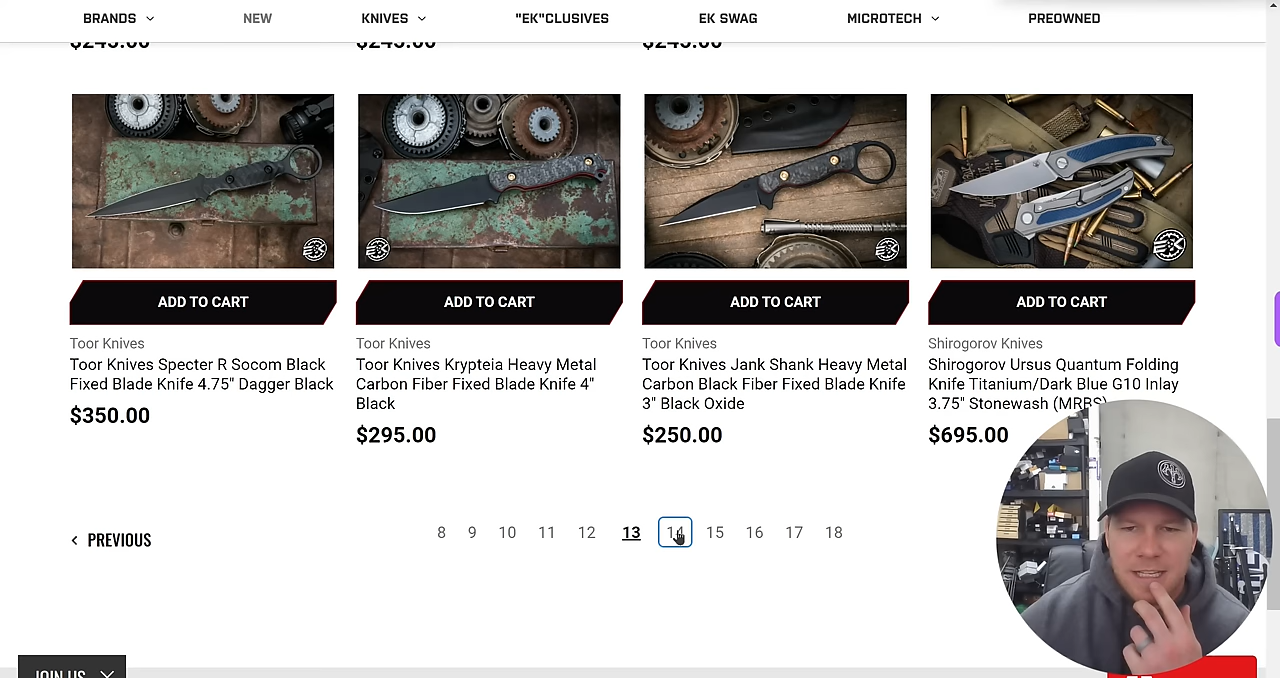 BRANDS
NEW
KNIVES
"EK"CLUSIVES
EK SWAG
MICROTECH
PREOWNED
$245.00
$245.00
$245.00
ADD TO CART
ADD TO CART
ADD TO CART
ADD TO CART
Toor Knives
Toor Knives Specter R Socom Black
Fixed Blade Knife 4.75" Dagger Black
$350.00
Toor Knives
Toor Knives Krypteia Heavy Metal
Carbon Fiber Fixed Blade Knife 4"
Black
$295.00
Toor Knives
Toor Knives Jank Shank Heavy Metal
Carbon Black Fiber Fixed Blade Knife
3" Black Oxide
$250.00
Shirogorov Knives
Shirogorov Ursus Quantum Folding
Knife Titanium/Dark Blue G10 Inlay
3.75" Stonewash (MRBS)
$695.00
PREVIOUS
8 9 10 11 12 13 14 15 16 17 18
JOIN US